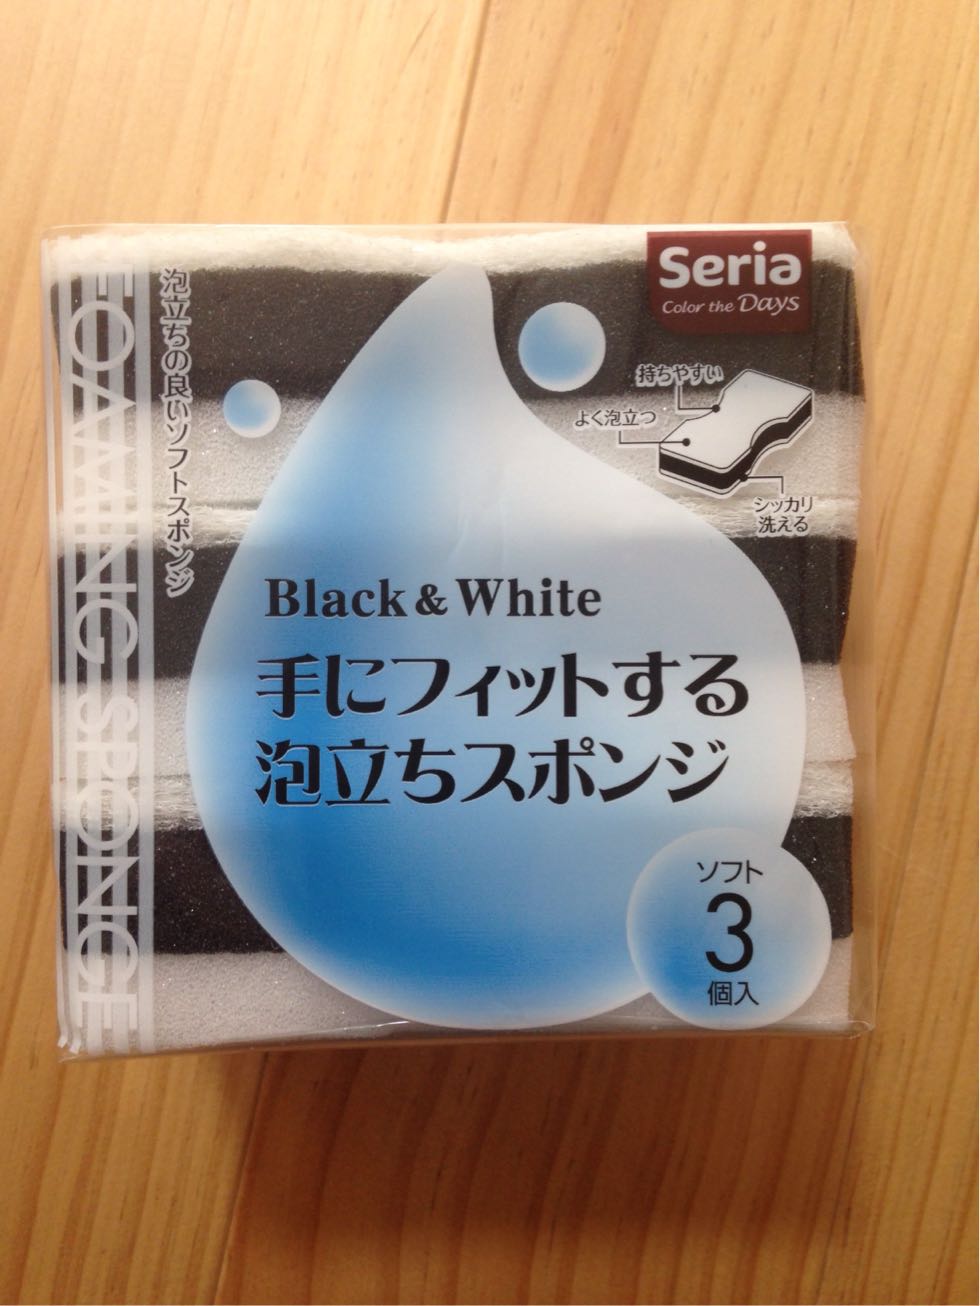 Seria
Color the Days
持ちやすい
よく泡立つ
シッカリ
洗える
泡立ちの良いソフトスポンジ
FOAMING SPONGE
Black & White
手にフィットする
泡立ちスポンジ
ソフト
3
個入